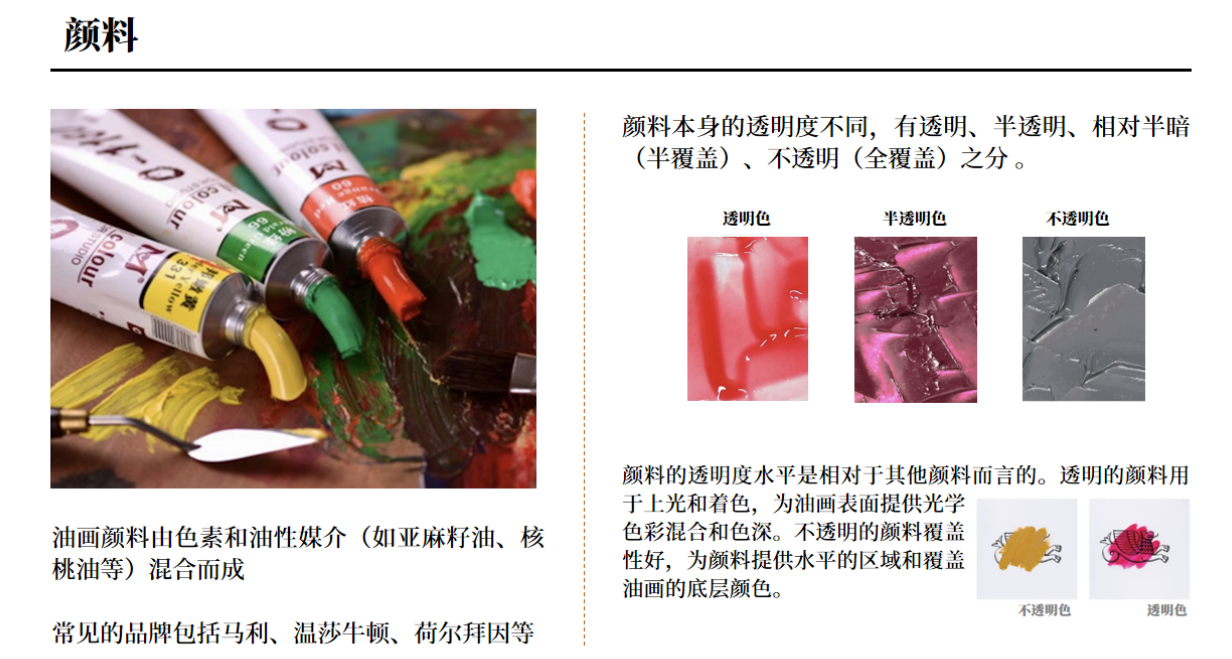 颜料
油画颜料由色素和油性媒介（如亚麻籽油、核
桃油等）混合而成
常见的品牌包括马利、温莎牛顿、荷尔拜因等
颜料本身的透明度不同，有透明、半透明、相对半暗
（半覆盖）、不透明（全覆盖）之分 。
透明色 半透明色 不透明色
颜料的透明度水平是相对于其他颜料而言的。透明的颜料用
于上光和着色，为油画表面提供光学
色彩混合和色深。不透明的颜料覆盖
性好，为颜料提供水平的区域和覆盖
油画的底层颜色。
不透明色 透明色